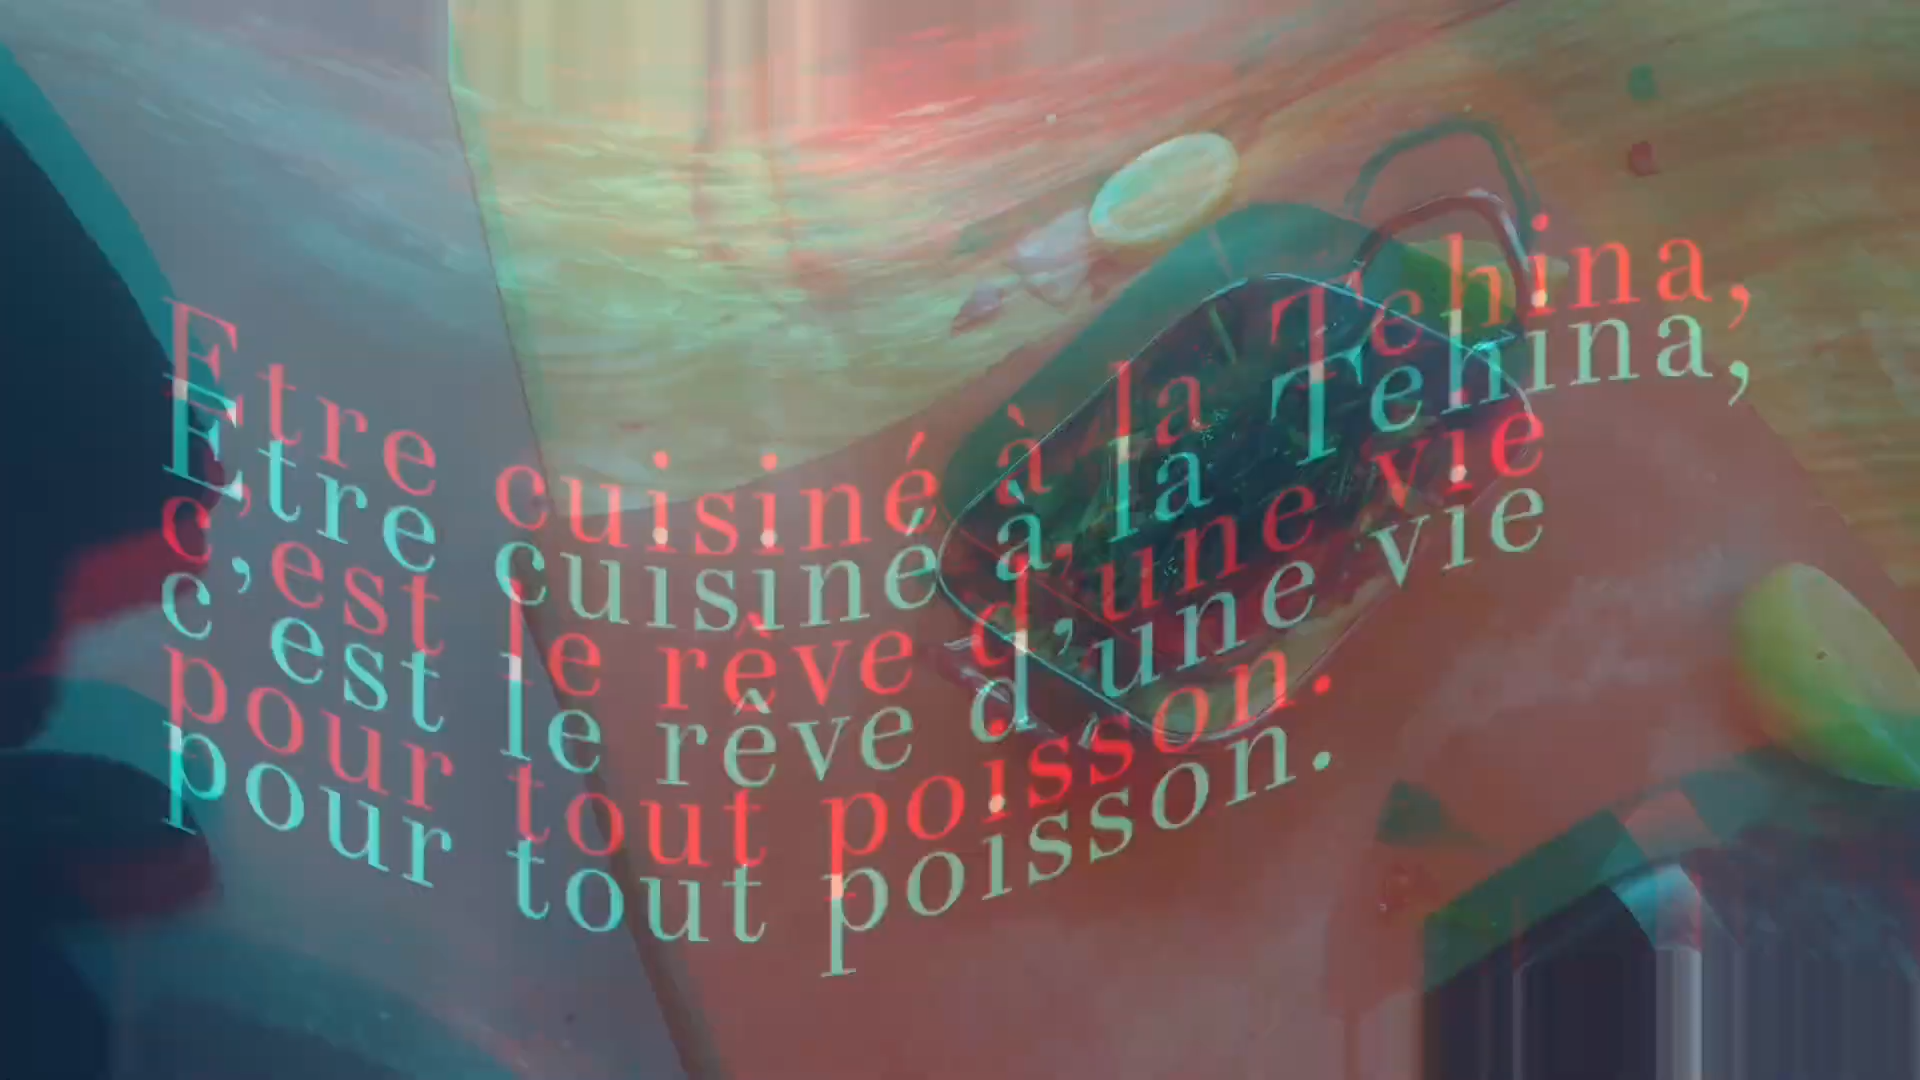 Etre cuisiné à la Tehina,
c'est le rêve d'une vie
pour tout poisson.